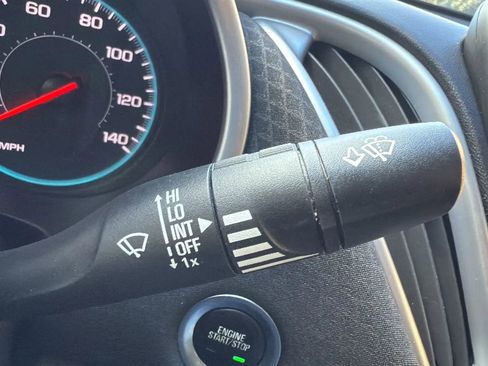 60
80
100
120
140
MPH
HI
LO
INT
OFF
1x
ENGINE
START/STOP